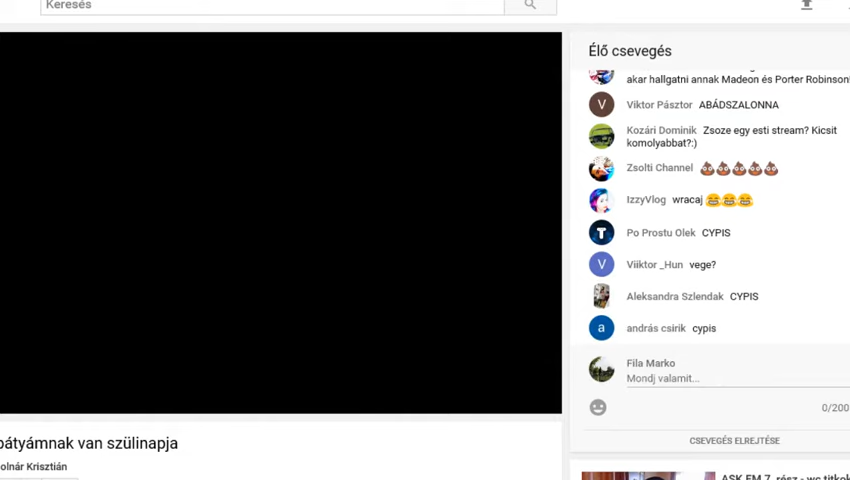 Keresés
Élő csevegés
akar hallgatni annak Madeon és Porter Robinson
Viktor Pásztor ABÁDSZALONNA
Kozári Dominik Zsoze egy esti stream? Kicsit
komolyabbat?:)
Zsolti Channel 💩💩💩💩💩
IzzyVlog wracaj 😂😂😂
T Po Prostu Olek CYPIS
V Viiktor _Hun vege?
Aleksandra Szlendak CYPIS
a andrás csirik cypis
Fila Marko
Mondj valamit...
0/200
CSEVEGÉS ELREJTÉSE
bátyámnak van szülinapja
olnár Krisztián
ASK.FM 7. rész - wc titkok